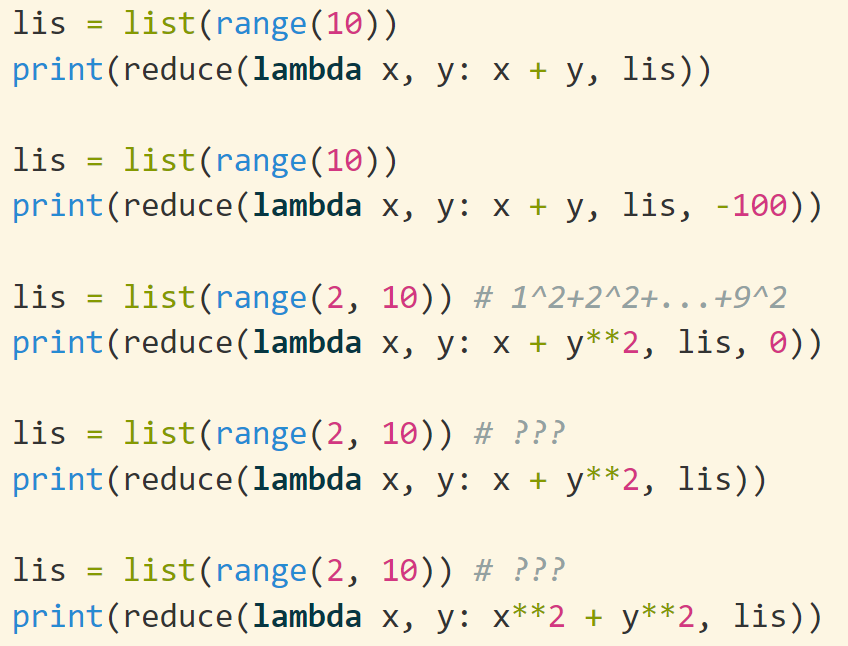 lis = list(range(10))
print(reduce(lambda x, y: x + y, lis))
lis = list(range(10))
print(reduce(lambda x, y: x + y, lis, -100))
lis = list(range(2, 10)) # 1^2+2^2+...+9^2
print(reduce(lambda x, y: x + y**2, lis, 0))
lis = list(range(2, 10)) # ???
print(reduce(lambda x, y: x + y**2, lis))
lis = list(range(2, 10)) # ???
print(reduce(lambda x, y: x**2 + y**2, lis))